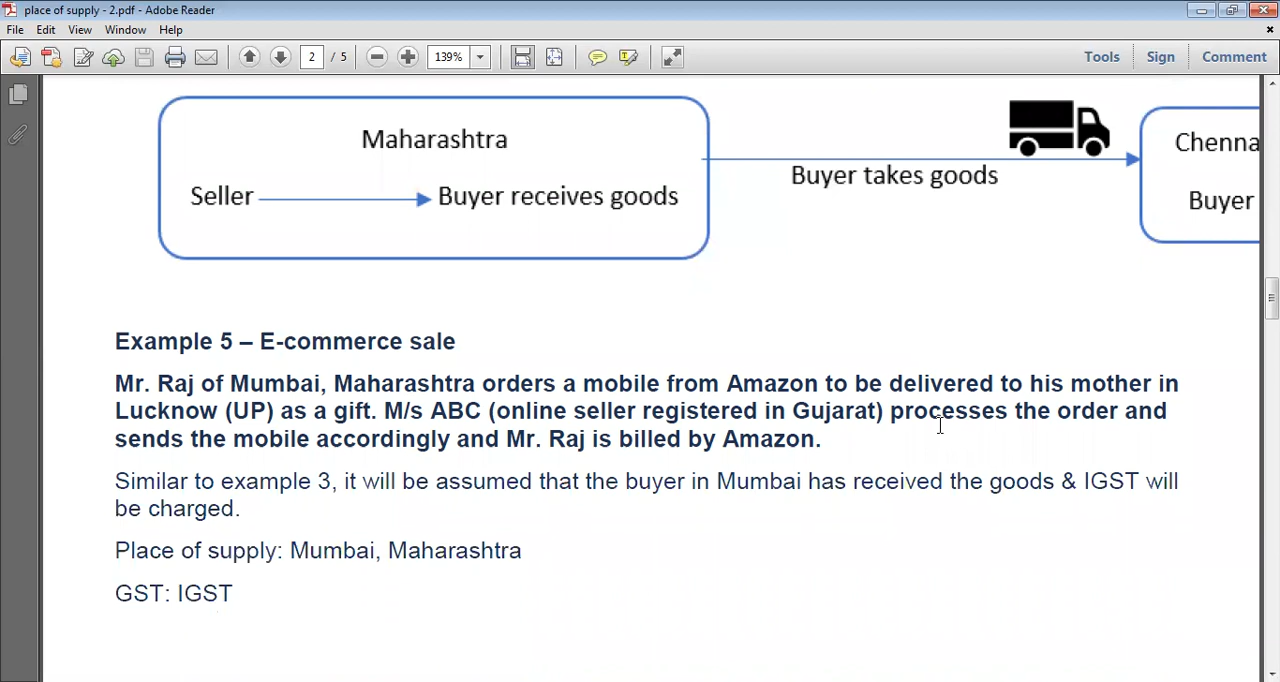 place of supply - 2.pdf - Adobe Reader
File Edit View Window Help
2 / 5 139% Tools Sign Comment
Maharashtra
Seller Buyer receives goods
Buyer takes goods
Chenna
Buyer
Example 5 – E-commerce sale
Mr. Raj of Mumbai, Maharashtra orders a mobile from Amazon to be delivered to his mother in
Lucknow (UP) as a gift. M/s ABC (online seller registered in Gujarat) processes the order and
sends the mobile accordingly and Mr. Raj is billed by Amazon.
Similar to example 3, it will be assumed that the buyer in Mumbai has received the goods & IGST will
be charged.
Place of supply: Mumbai, Maharashtra
GST: IGST